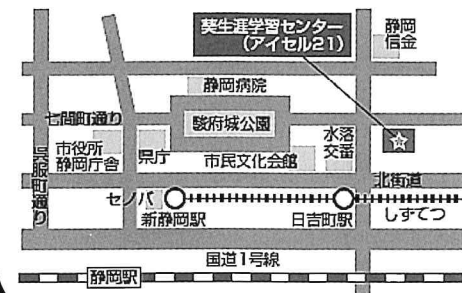 葵生涯学習センター
(アイセル21)
静岡
信金
静岡病院
七間町通り
駿府城公園
市役所
静岡庁舎
県庁
市民文化会館
水落
交番
呉服町通り
北街道
セノバ
新静岡駅
日吉町駅
しずてつ
国道1号線
静岡駅